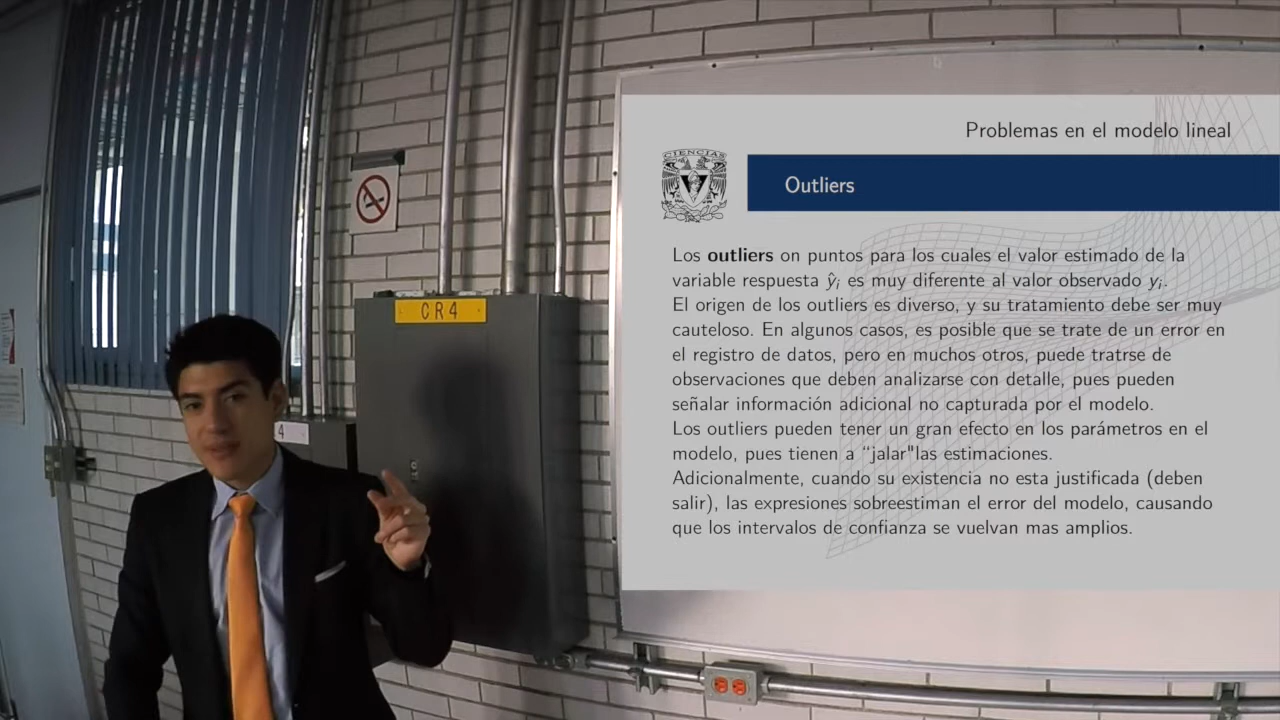 Problemas en el modelo lineal
CIENCIAS
Outliers
Los outliers on puntos para los cuales el valor estimado de la
variable respuesta ŷᵢ es muy diferente al valor observado yᵢ.
El origen de los outliers es diverso, y su tratamiento debe ser muy
cauteloso. En algunos casos, es posible que se trate de un error en
el registro de datos, pero en muchos otros, puede tratrse de
observaciones que deben analizarse con detalle, pues pueden
señalar información adicional no capturada por el modelo.
Los outliers pueden tener un gran efecto en los parámetros en el
modelo, pues tienen a “jalar"las estimaciones.
Adicionalmente, cuando su existencia no esta justificada (deben
salir), las expresiones sobreestiman el error del modelo, causando
que los intervalos de confianza se vuelvan mas amplios.
CR4
4